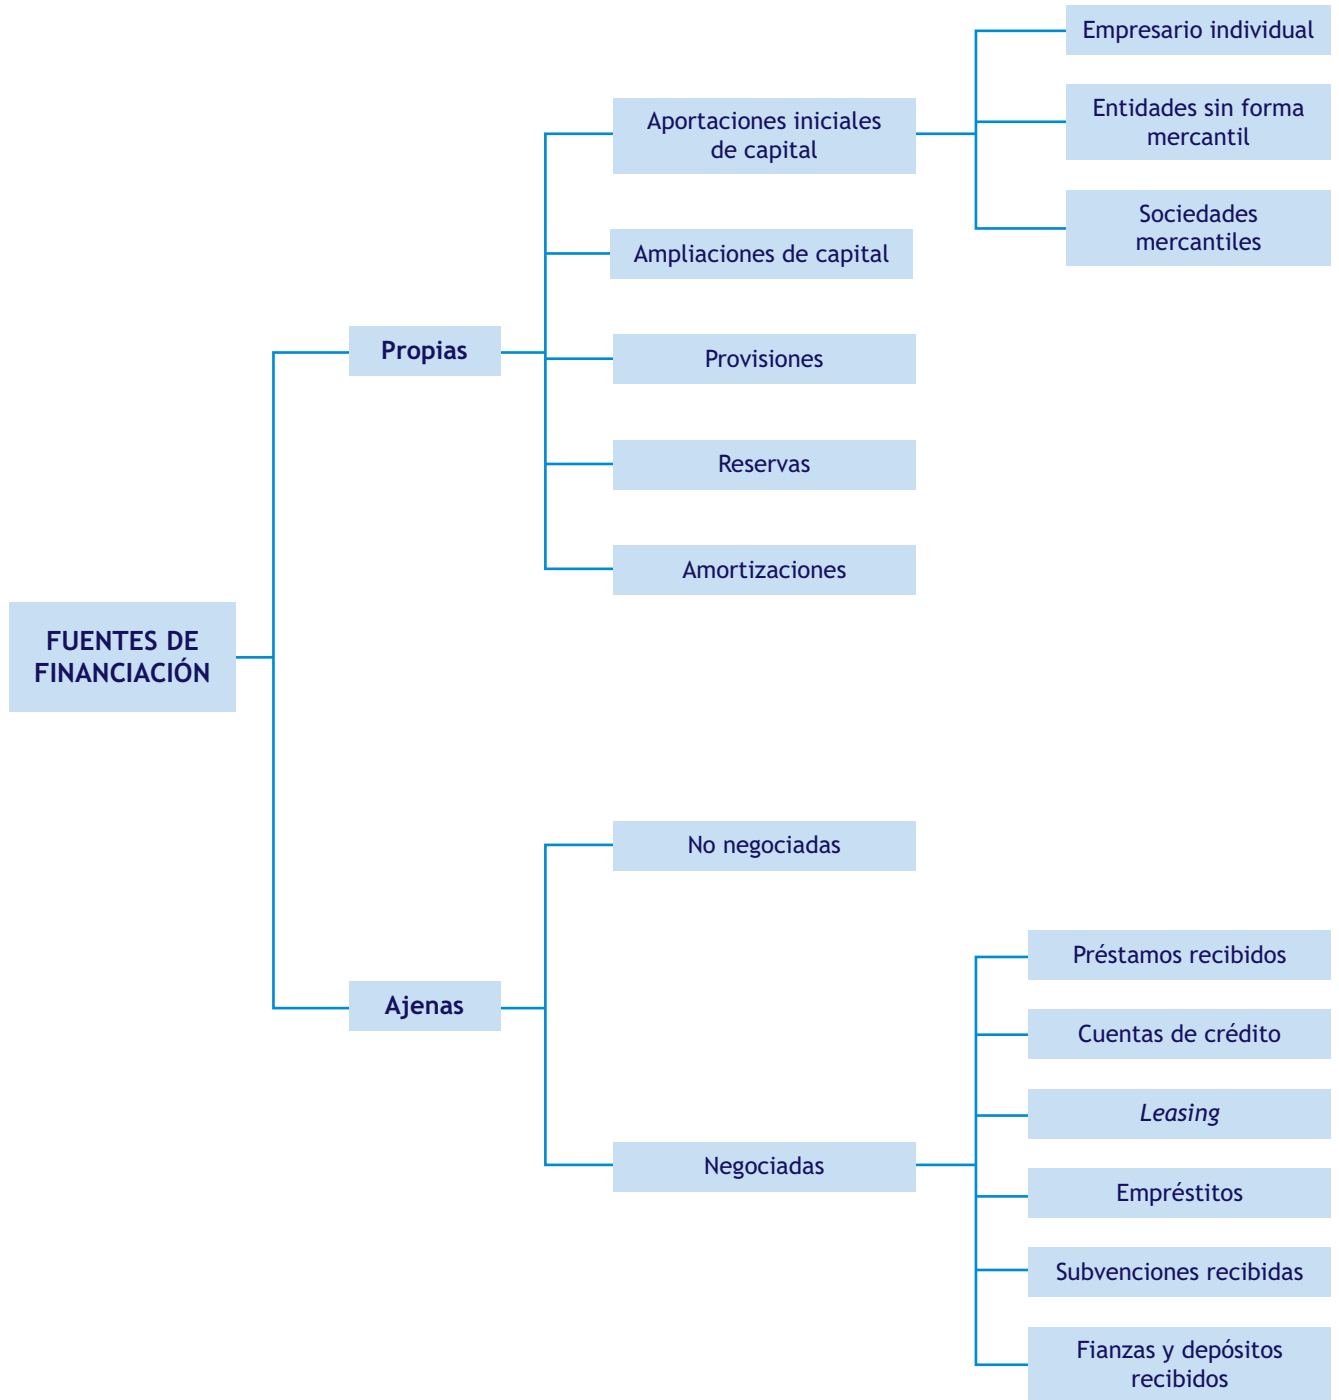 Empresario individual
Aportaciones iniciales
de capital
Entidades sin forma
mercantil
Sociedades
mercantiles
Ampliaciones de capital
Propias
Provisiones
Reservas
Amortizaciones
FUENTES DE
FINANCIACIÓN
No negociadas
Ajenas
Préstamos recibidos
Cuentas de crédito
Leasing
Negociadas
Empréstitos
Subvenciones recibidas
Fianzas y depósitos
recibidos